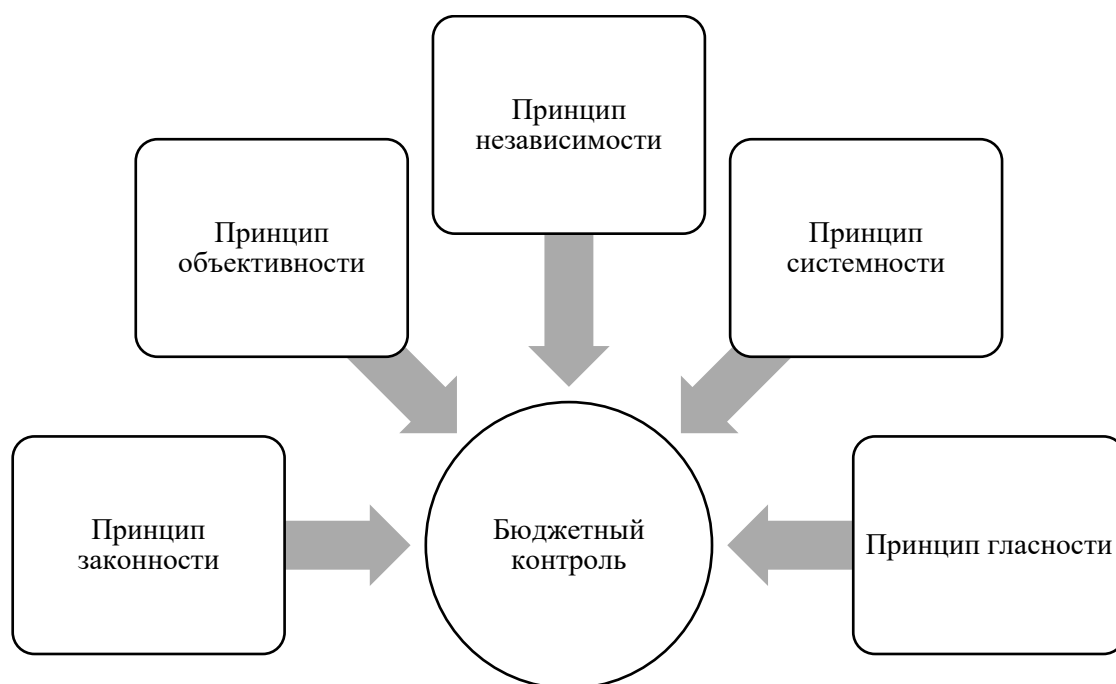 Принцип
независимости
Принцип
объективности
Принцип
системности
Принцип
законности
Бюджетный
контроль
Принцип гласности